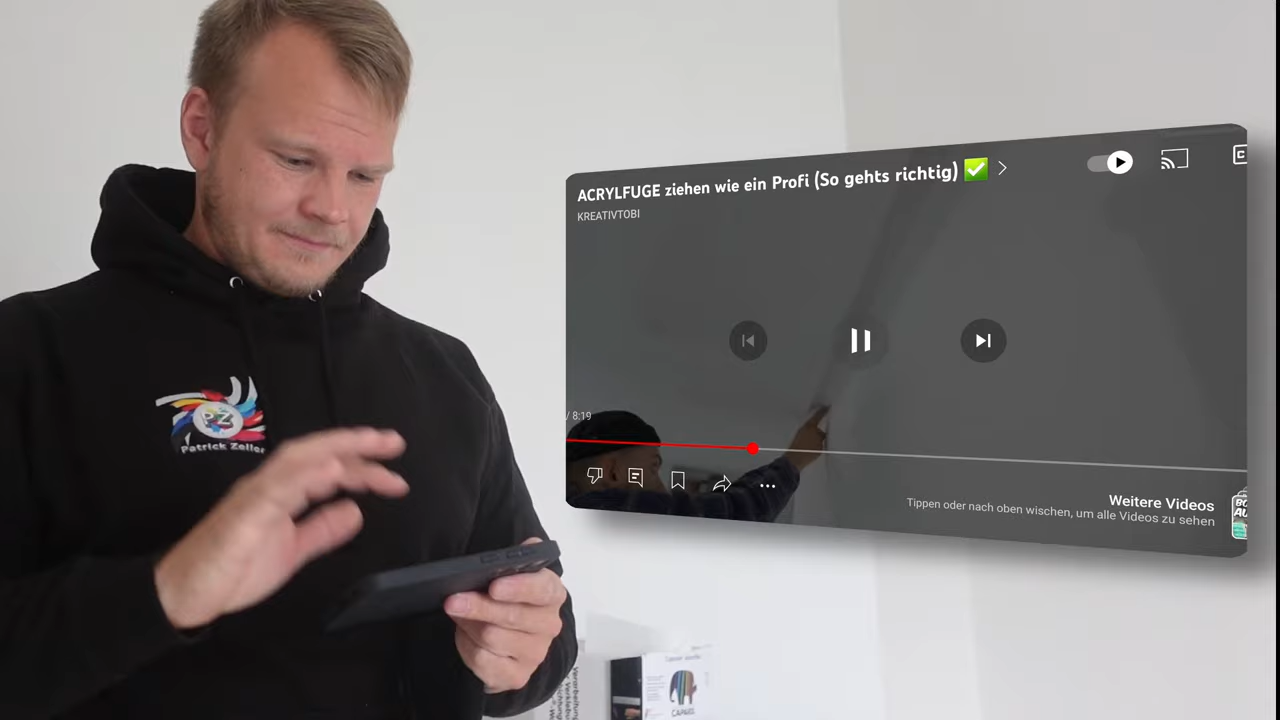 ACRYLFUGE ziehen wie ein Profi (So gehts richtig) ✅
KREATIVTOBI
/ 8:19
Weitere Videos
Tippen oder nach oben wischen, um alle Videos zu sehen
PZ
Patrick Zeller